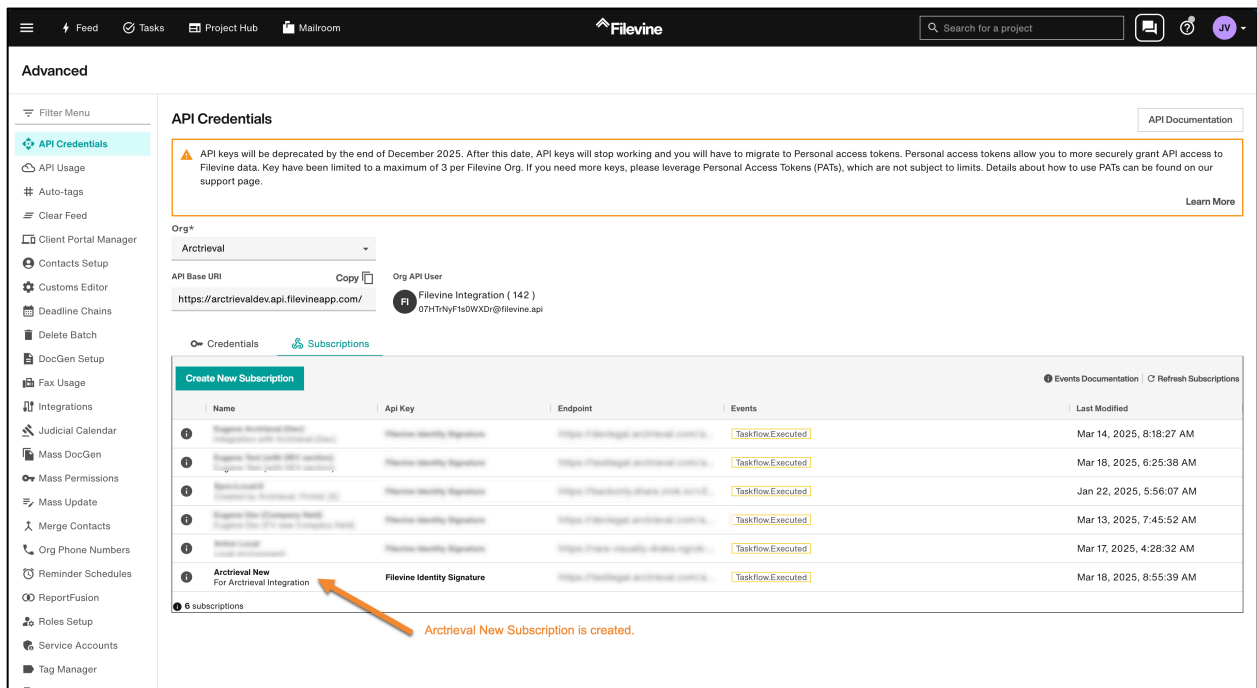 Feed
Tasks
Project Hub
Mailroom
Filevine
Search for a project
JV
Advanced
Filter Menu
API Credentials
API Usage
Auto-tags
Clear Feed
Client Portal Manager
Contacts Setup
Customs Editor
Deadline Chains
Delete Batch
DocGen Setup
Fax Usage
Integrations
Judicial Calendar
Mass DocGen
Mass Permissions
Mass Update
Merge Contacts
Org Phone Numbers
Reminder Schedules
ReportFusion
Roles Setup
Service Accounts
Tag Manager
API Credentials
API Documentation
API keys will be deprecated by the end of December 2025. After this date, API keys will stop working and you will have to migrate to Personal access tokens. Personal access tokens allow you to more securely grant API access to
Filevine data. Key have been limited to a maximum of 3 per Filevine Org. If you need more keys, please leverage Personal Access Tokens (PATs), which are not subject to limits. Details about how to use PATs can be found on our
support page.
Learn More
Org*
Arctrieval
API Base URI
Copy
https://arctrievaldev.api.filevineapp.com/
Org API User
FI
Filevine Integration ( 142 )
07HTrNyF1s0WXDr@filevine.api
Credentials
Subscriptions
Create New Subscription
Events Documentation
Refresh Subscriptions
Name Api Key Endpoint Events Last Modified
Taskflow.Executed Mar 14, 2025, 8:18:27 AM
Taskflow.Executed Mar 18, 2025, 6:25:38 AM
Taskflow.Executed Jan 22, 2025, 5:56:07 AM
Taskflow.Executed Mar 13, 2025, 7:45:52 AM
Taskflow.Executed Mar 17, 2025, 4:28:32 AM
Arctrieval New
For Arctrieval Integration
Filevine Identity Signature
Taskflow.Executed Mar 18, 2025, 8:55:39 AM
6 subscriptions
Arctrieval New Subscription is created.